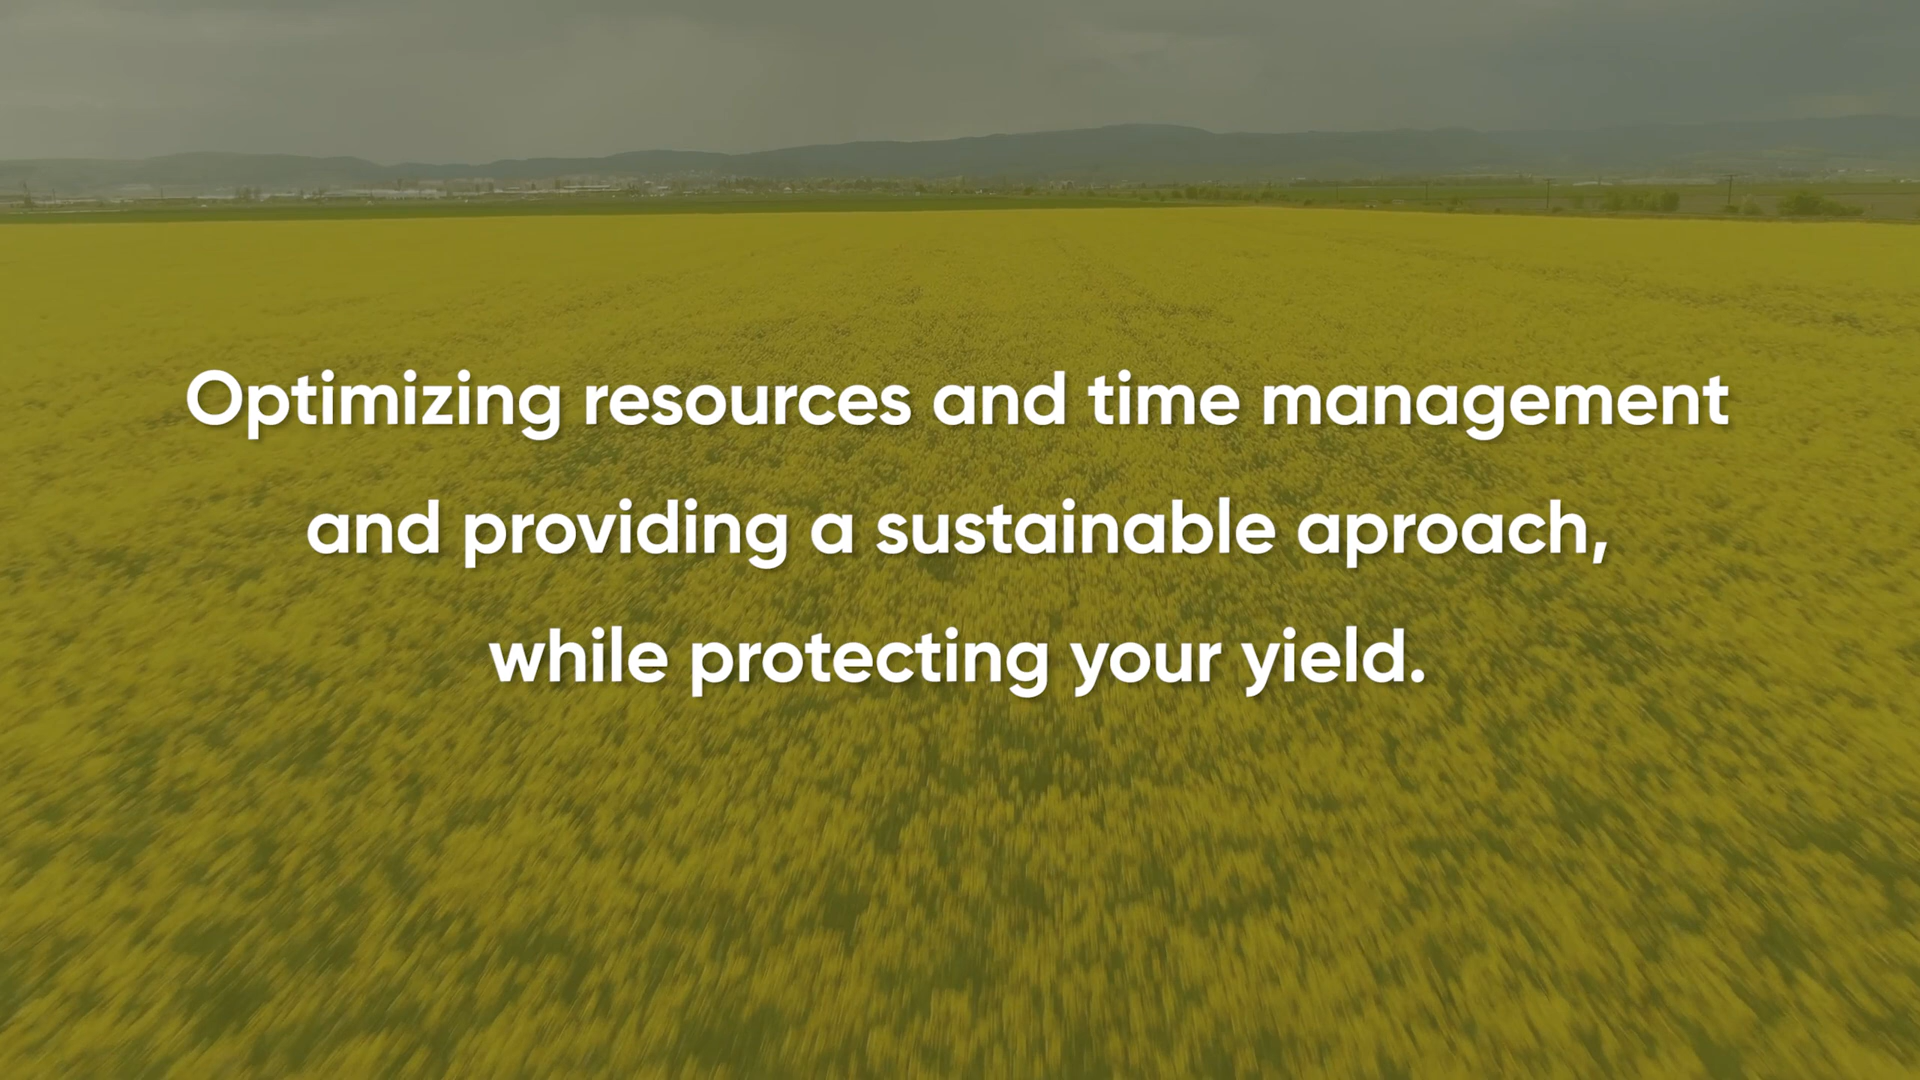 Optimizing resources and time management
and providing a sustainable aproach,
while protecting your yield.